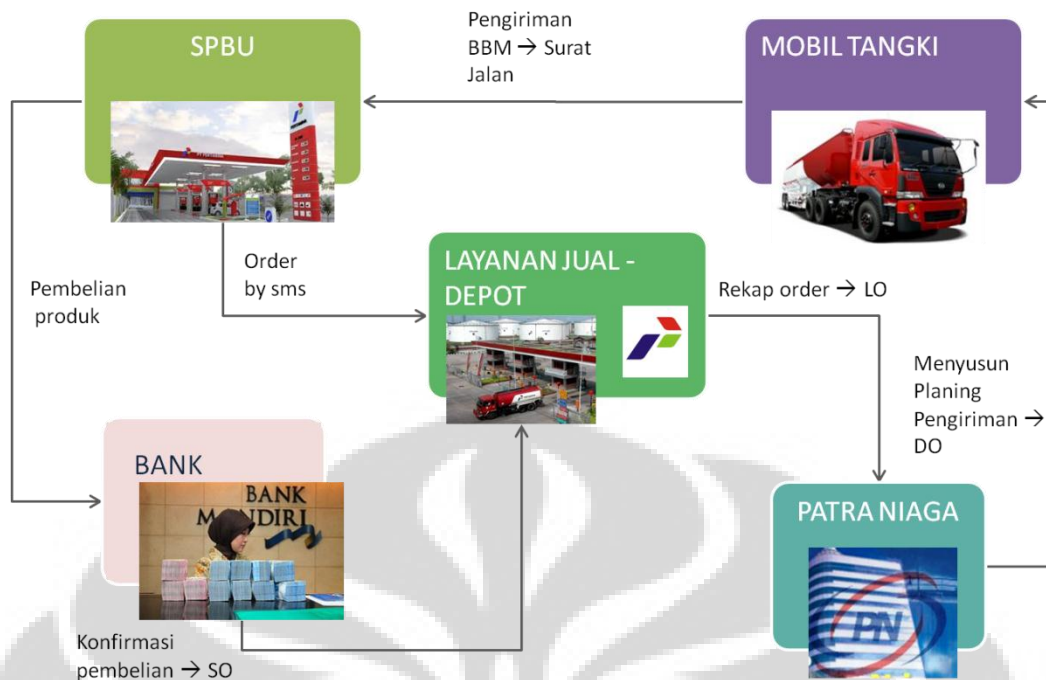 SPBU
Pengiriman
BBM → Surat
Jalan
MOBIL TANGKI
Pembelian
produk
Order
by sms
LAYANAN JUAL -
DEPOT
Rekap order → LO
Menyusun
Planing
Pengiriman →
DO
BANK
BANK
MANDIRI
PATRA NIAGA
PN
Konfirmasi
pembelian → SO